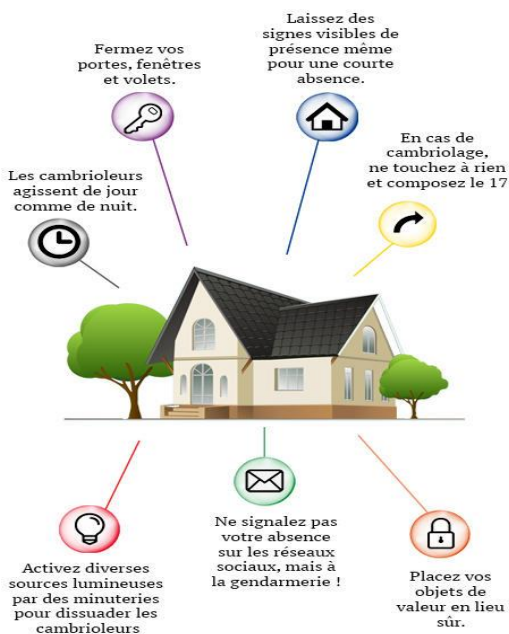 Laissez des
signes visibles de
présence même
pour une courte
absence.
Fermez vos
portes, fenêtres
et volets.
En cas de
cambriolage,
ne touchez à rien
et composez le 17
Les cambrioleurs
agissent de jour
comme de nuit.
Activez diverses
sources lumineuses
par des minuteries
pour dissuader les
cambrioleurs
Ne signalez pas
votre absence
sur les réseaux
sociaux, mais à
la gendarmerie !
Placez vos
objets de
valeur en lieu
sûr.